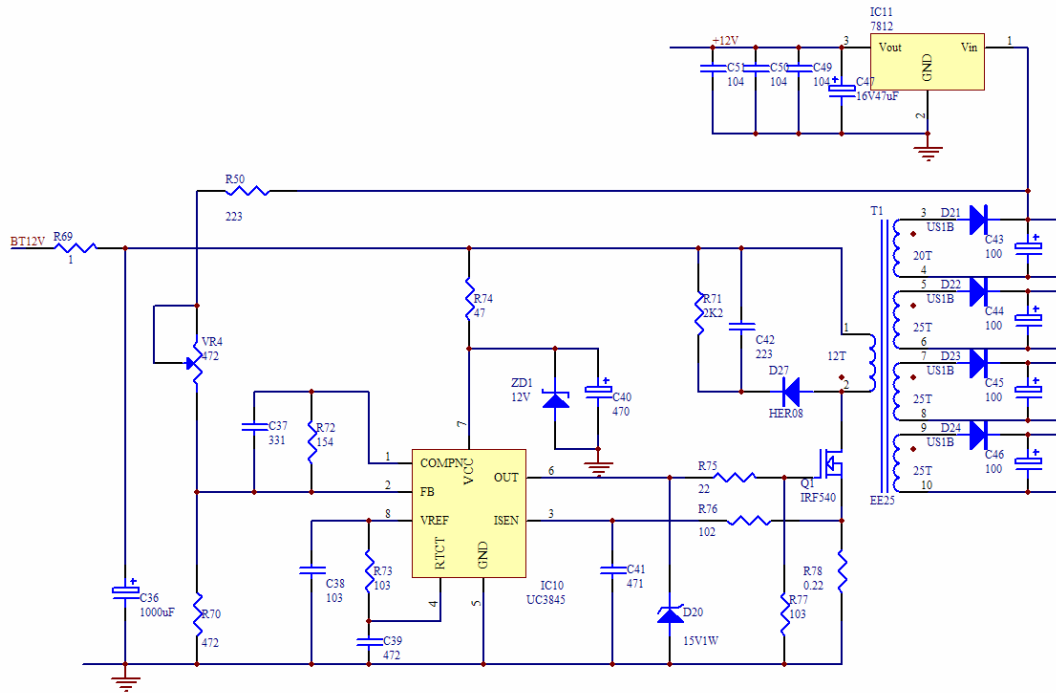 IC11
7812
+12V
3
Vout
Vin
1
GND
2
C51
104
C50
104
C49
104
C47
16V47uF
R50
223
BT12V
R69
1
T1
3
D21
US1B
C43
100
20T
4
5
D22
US1B
C44
100
25T
6
7
D23
US1B
C45
100
25T
8
9
D24
US1B
C46
100
25T
10
EE25
R74
47
R71
2K2
C42
223
1
12T
2
D27
HER08
VR4
472
ZD1
12V
C40
470
C37
331
R72
154
7
1
COMPN
VCC
OUT
6
2
FB
8
VREF
ISEN
3
RTCT
GND
4
5
IC10
UC3845
R75
22
Q1
IRF540
R76
102
C38
103
R73
103
C41
471
R78
0.22
C36
1000uF
R70
472
C39
472
D20
15V1W
R77
103